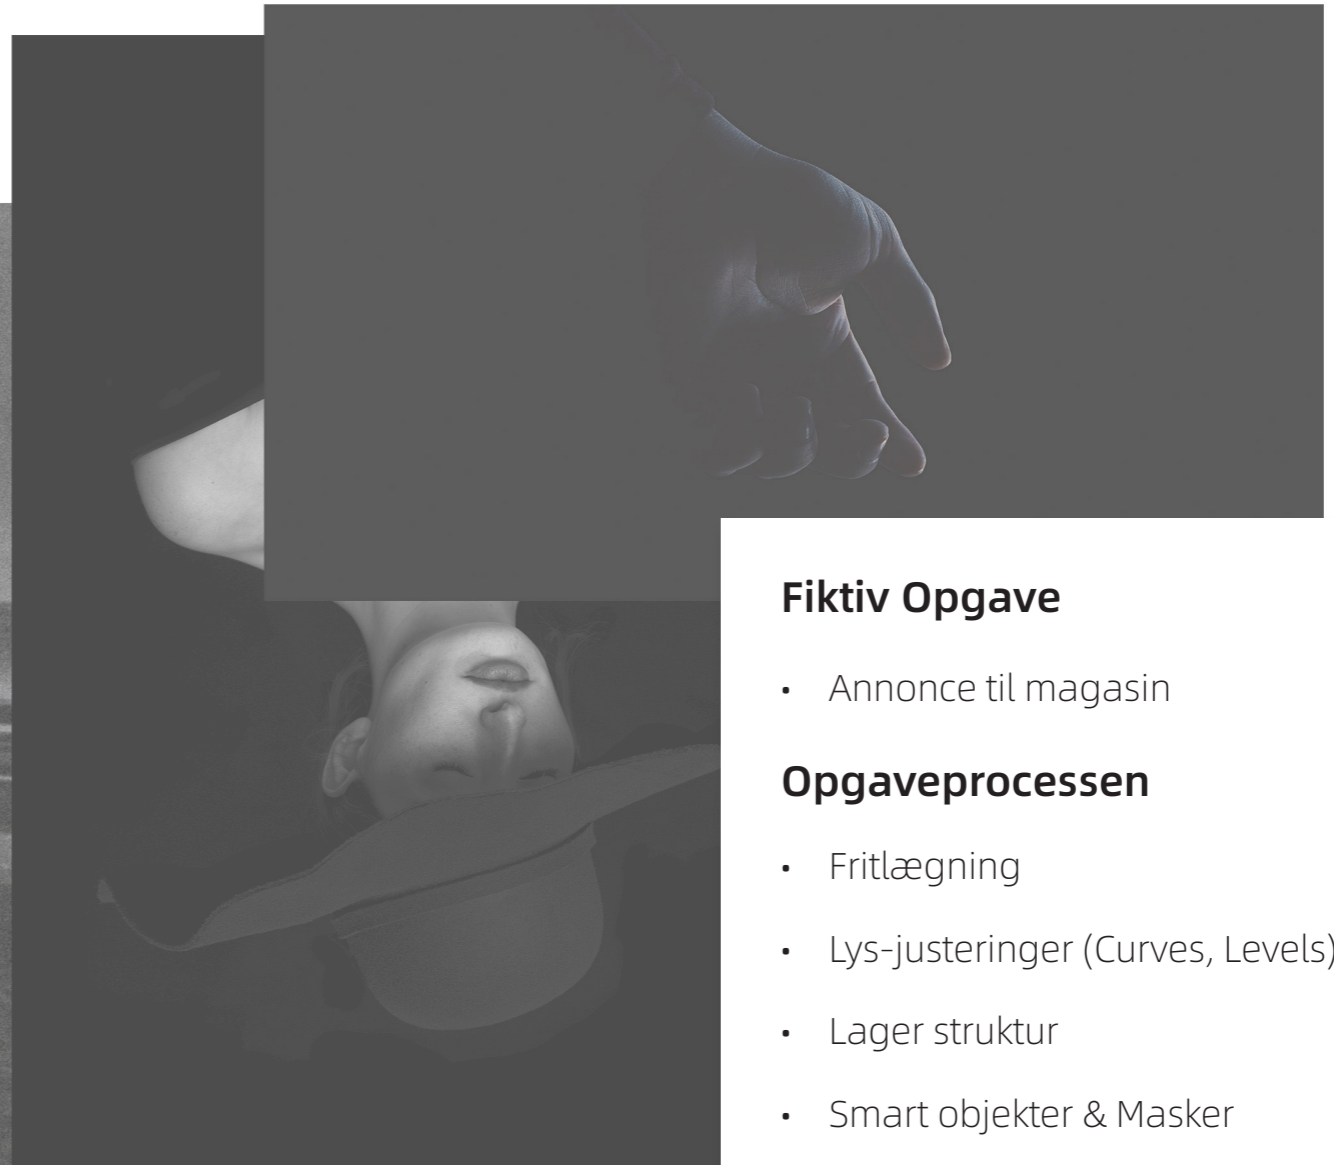 Fiktiv Opgave
• Annonce til magasin
Opgaveprocessen
• Fritlægning
• Lys-justeringer (Curves, Levels)
• Lager struktur
• Smart objekter & Masker